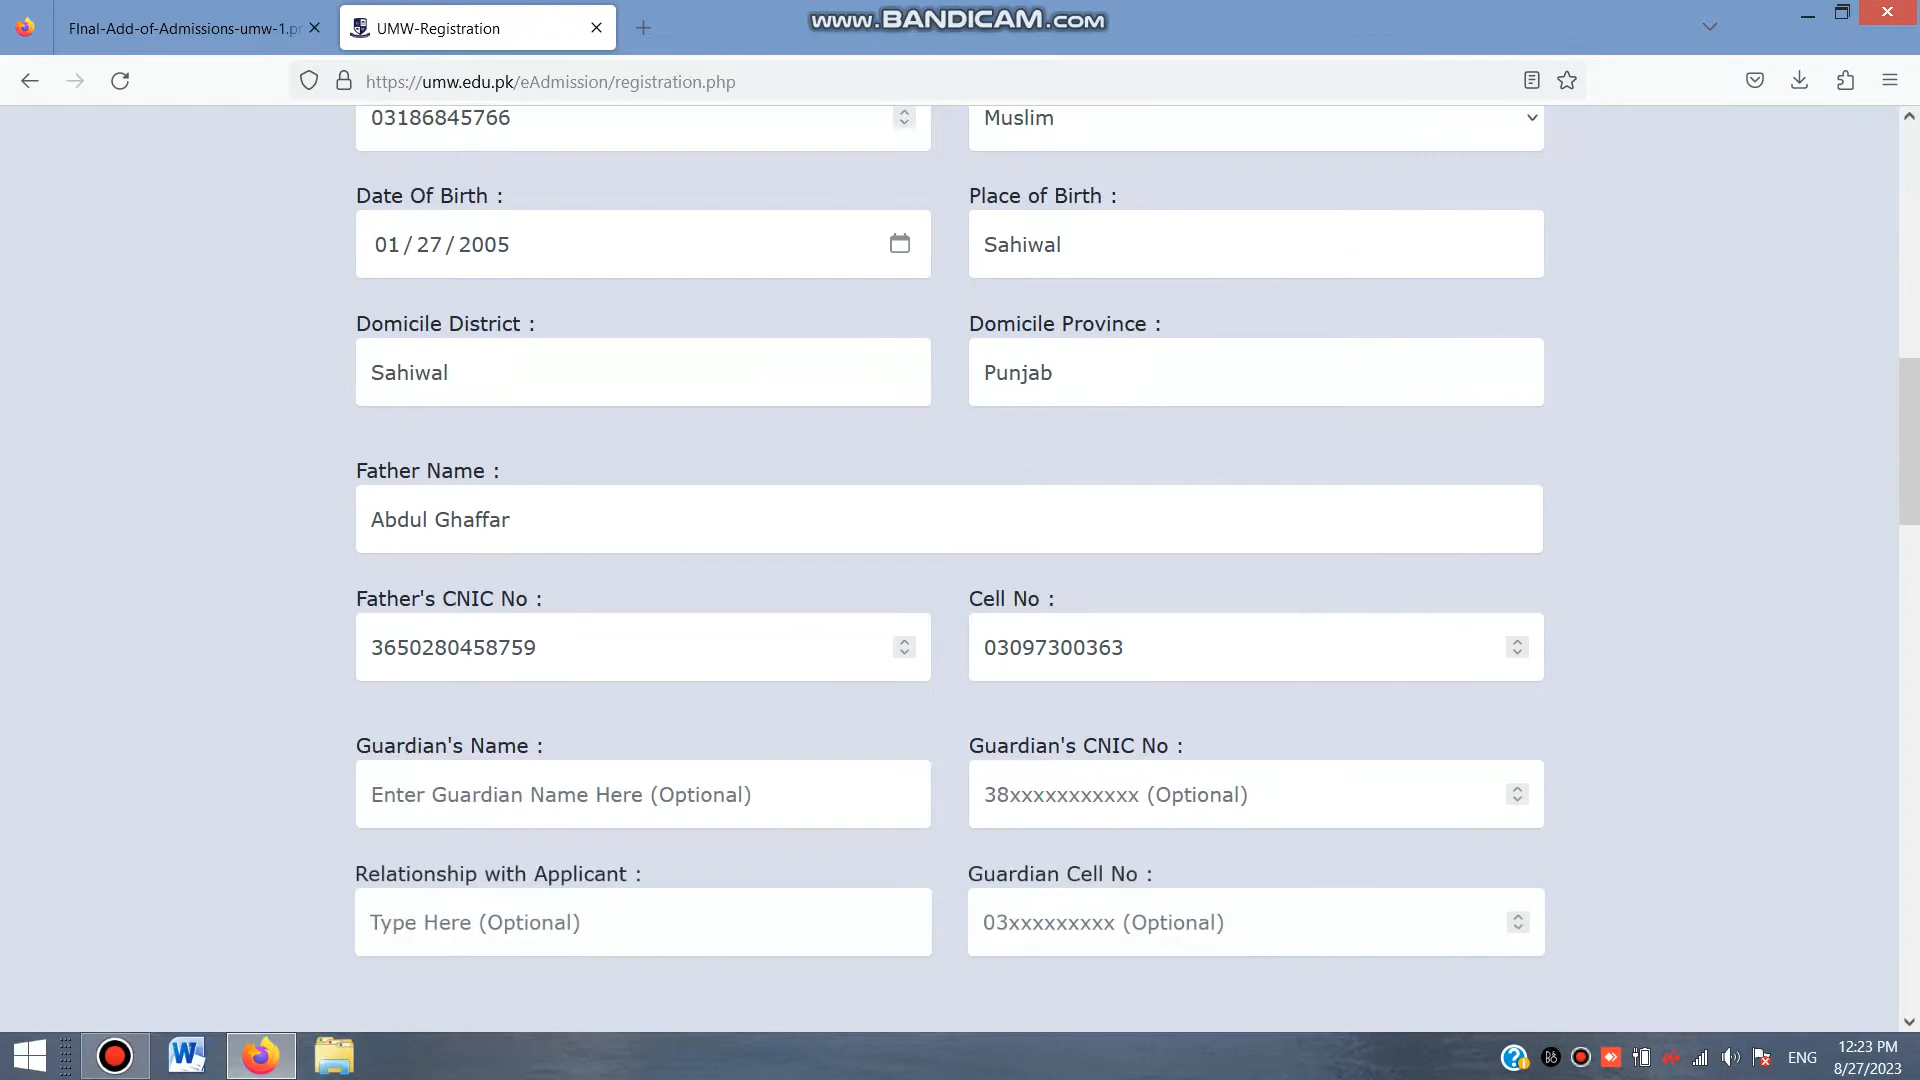 FInal-Add-of-Admissions-umw-1.pr
UMW-Registration
www.BANDICAM.com
https://umw.edu.pk/eAdmission/registration.php
03186845766
Muslim
Date Of Birth :
Place of Birth :
01 / 27 / 2005
Sahiwal
Domicile District :
Domicile Province :
Sahiwal
Punjab
Father Name :
Abdul Ghaffar
Father's CNIC No :
Cell No :
3650280458759
03097300363
Guardian's Name :
Guardian's CNIC No :
Enter Guardian Name Here (Optional)
38xxxxxxxxxxx (Optional)
Relationship with Applicant :
Guardian Cell No :
Type Here (Optional)
03xxxxxxxxx (Optional)
ENG
12:23 PM
8/27/2023